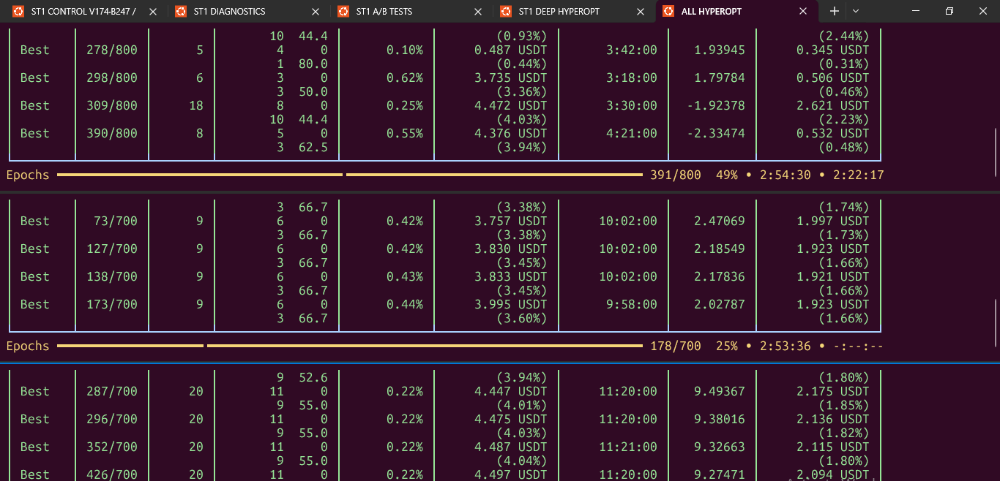 ST1 CONTROL V174-B247 / ST1 DIAGNOSTICS ST1 A/B TESTS ST1 DEEP HYPEROPT ALL HYPEROPT
10 44.4 (0.93%) (2.44%)
Best 278/800 5 4 0 0.10% 0.487 USDT 3:42:00 1.93945 0.345 USDT
1 80.0 (0.44%) (0.31%)
Best 298/800 6 3 0 0.62% 3.735 USDT 3:18:00 1.79784 0.506 USDT
3 50.0 (3.36%) (0.46%)
Best 309/800 18 8 0 0.25% 4.472 USDT 3:30:00 -1.92378 2.621 USDT
10 44.4 (4.03%) (2.23%)
Best 390/800 8 5 0 0.55% 4.376 USDT 4:21:00 -2.33474 0.532 USDT
3 62.5 (3.94%) (0.48%)
Epochs 391/800 49% • 2:54:30 • 2:22:17
3 66.7 (3.38%) (1.74%)
Best 73/700 9 6 0 0.42% 3.757 USDT 10:02:00 2.47069 1.997 USDT
3 66.7 (3.38%) (1.73%)
Best 127/700 9 6 0 0.42% 3.830 USDT 10:02:00 2.18549 1.923 USDT
3 66.7 (3.45%) (1.66%)
Best 138/700 9 6 0 0.43% 3.833 USDT 10:02:00 2.17836 1.921 USDT
3 66.7 (3.45%) (1.66%)
Best 173/700 9 6 0 0.44% 3.995 USDT 9:58:00 2.02787 1.923 USDT
3 66.7 (3.60%) (1.66%)
Epochs 178/700 25% • 2:53:36 • -:--:--
9 52.6 (3.94%) (1.80%)
Best 287/700 20 11 0 0.22% 4.447 USDT 11:20:00 9.49367 2.175 USDT
9 55.0 (4.01%) (1.85%)
Best 296/700 20 11 0 0.22% 4.475 USDT 11:20:00 9.38016 2.136 USDT
9 55.0 (4.03%) (1.82%)
Best 352/700 20 11 0 0.22% 4.487 USDT 11:21:00 9.32663 2.115 USDT
9 55.0 (4.04%) (1.80%)
Best 426/700 20 11 0 0.22% 4.497 USDT 11:20:00 9.27471 2.094 USDT